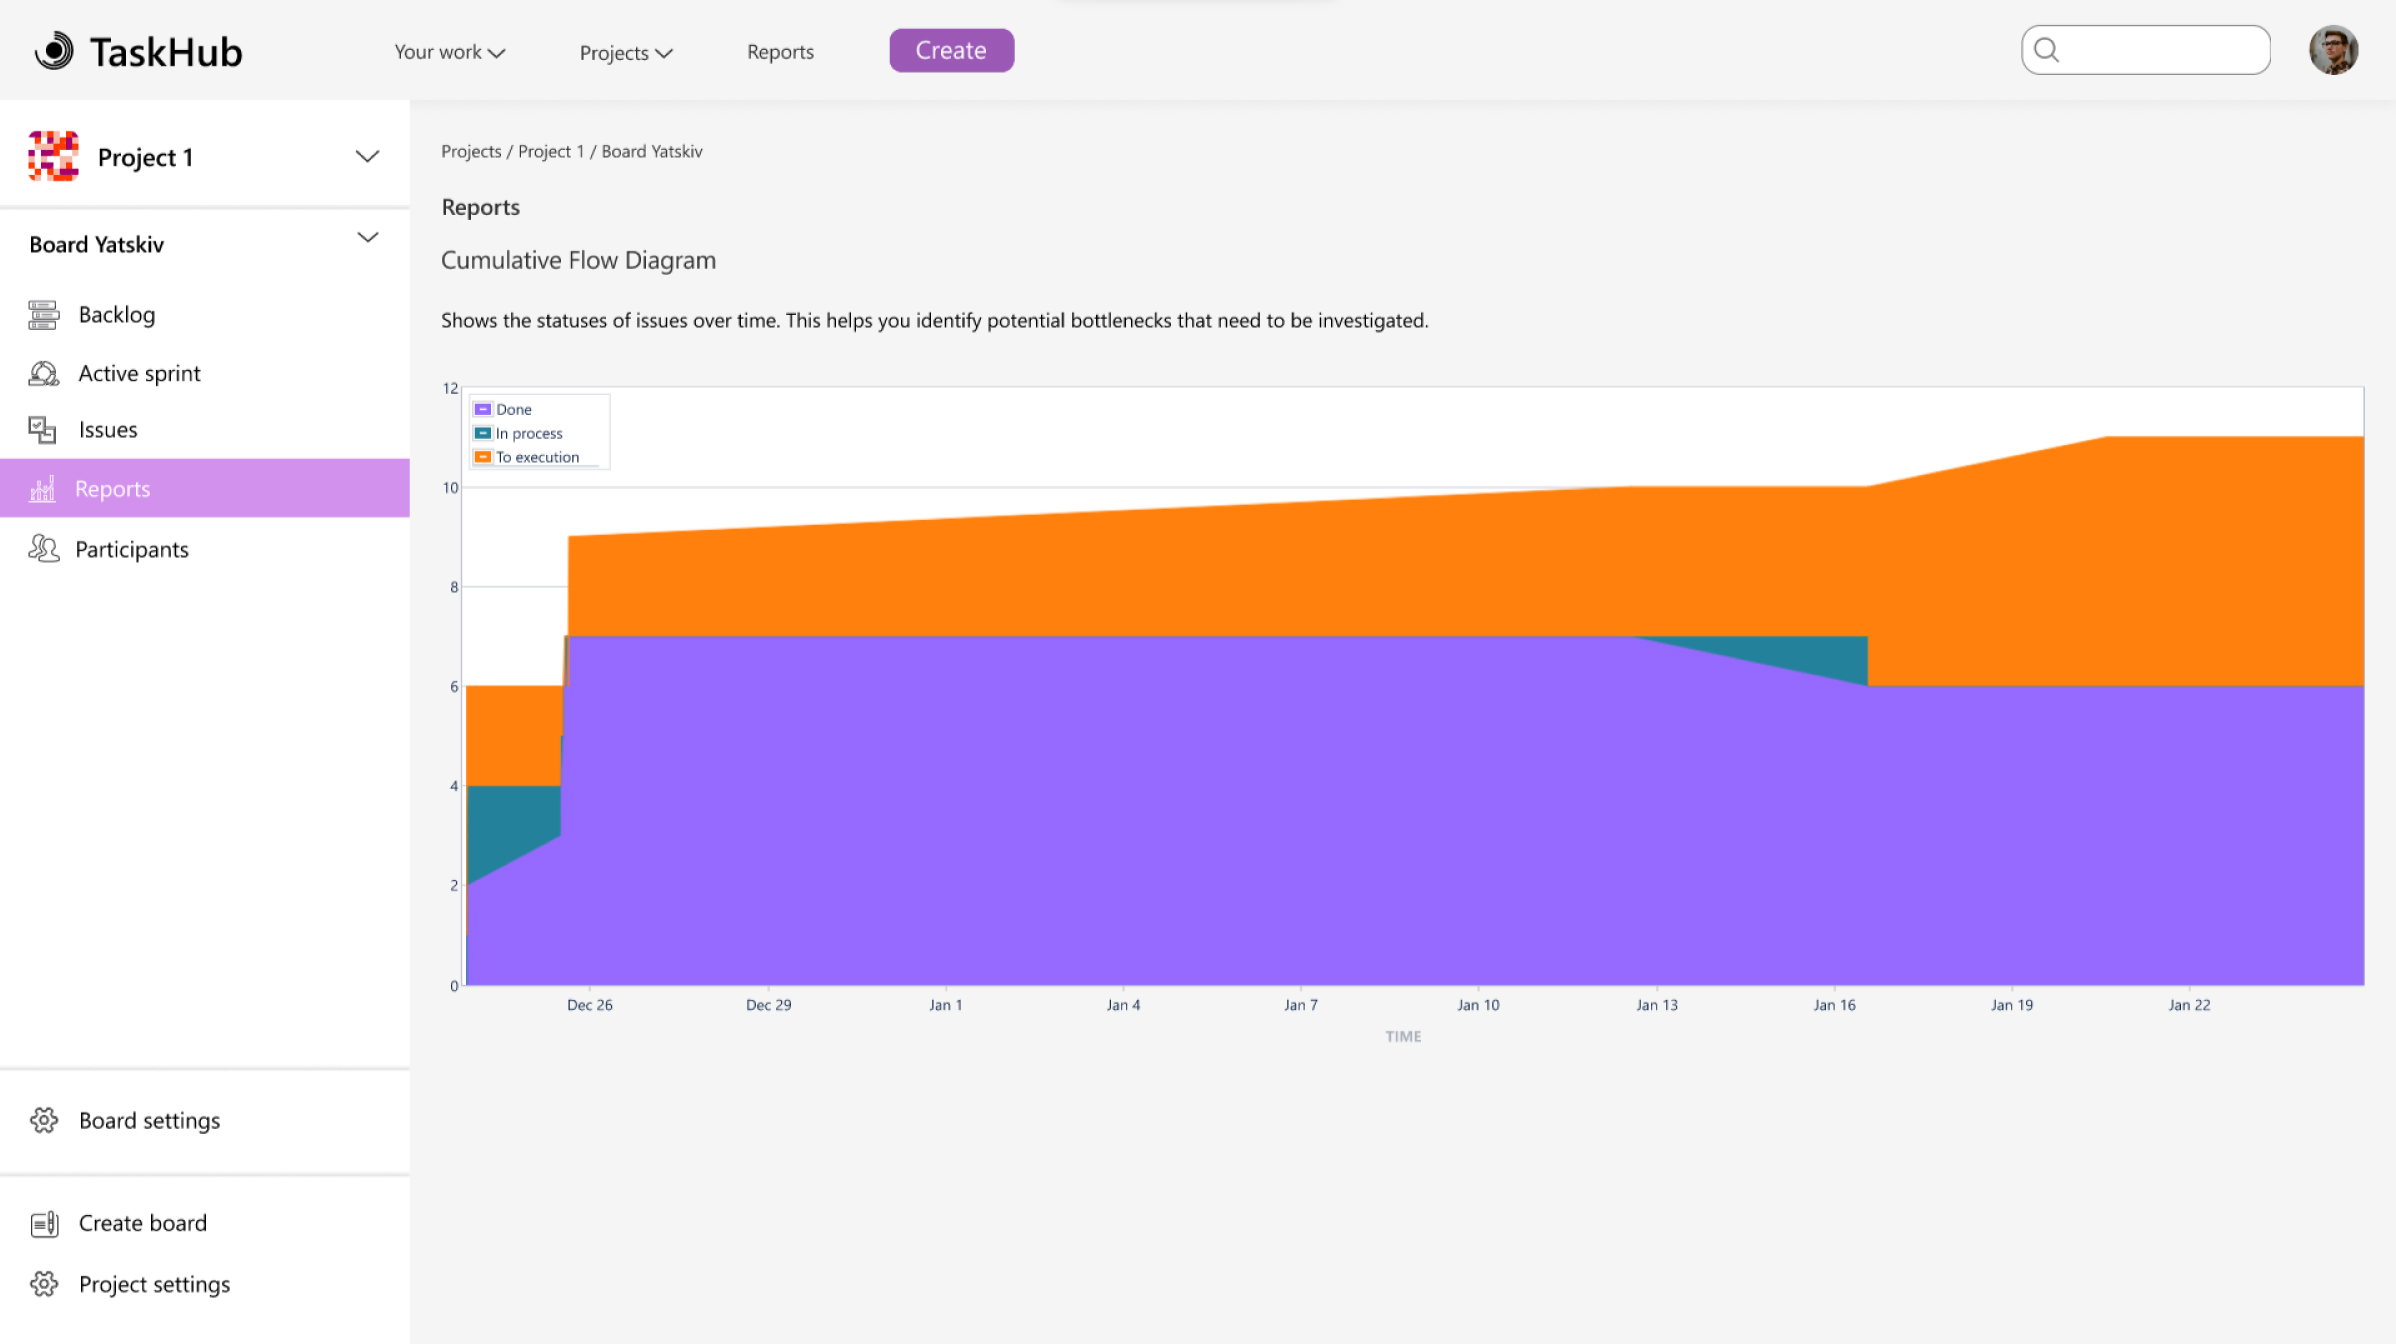 TaskHub
Your work
Projects
Reports
Create
Project 1
Board Yatskiv
Backlog
Active sprint
Issues
Reports
Participants
Board settings
Create board
Project settings
Projects / Project 1 / Board Yatskiv
Reports
Cumulative Flow Diagram
Shows the statuses of issues over time. This helps you identify potential bottlenecks that need to be investigated.
Done
In process
To execution
12
10
8
6
4
2
0
Dec 26
Dec 29
Jan 1
Jan 4
Jan 7
Jan 10
Jan 13
Jan 16
Jan 19
Jan 22
TIME